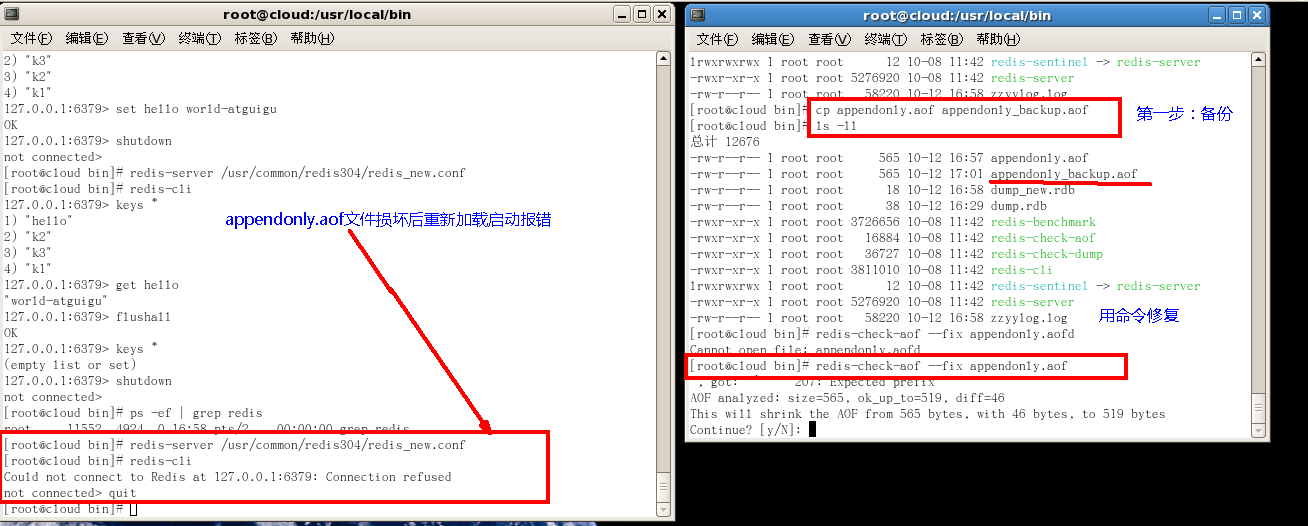 root@cloud:/usr/local/bin
文件(F) 编辑(E) 查看(V) 终端(T) 标签(B) 帮助(H)
2) "k3"
3) "k2"
4) "k1"
127.0.0.1:6379> set hello world-atguigu
OK
127.0.0.1:6379> shutdown
not connected>
[root@cloud bin]# redis-server /usr/common/redis304/redis_new.conf
[root@cloud bin]# redis-cli
127.0.0.1:6379> keys *
1) "hello"
2) "k2"
3) "k3"
4) "k1"
127.0.0.1:6379> get hello
"world-atguigu"
127.0.0.1:6379> flushall
OK
127.0.0.1:6379> keys *
(empty list or set)
127.0.0.1:6379> shutdown
not connected>
[root@cloud bin]# ps -ef | grep redis
root 11552 4924 0 16:58 pts/2 00:00:00 grep redis
[root@cloud bin]# redis-server /usr/common/redis304/redis_new.conf
[root@cloud bin]# redis-cli
Could not connect to Redis at 127.0.0.1:6379: Connection refused
not connected> quit
[root@cloud bin]#
appendonly.aof文件损坏后重新加载启动报错
root@cloud:/usr/local/bin
文件(F) 编辑(E) 查看(V) 终端(T) 标签(B) 帮助(H)
lrwxrwxrwx 1 root root 12 10-08 11:42 redis-sentinel -> redis-server
-rwxr-xr-x 1 root root 5276920 10-08 11:42 redis-server
-rw-r--r-- 1 root root 58220 10-12 16:58 zzyylog.log
[root@cloud bin]# cp appendonly.aof appendonly_backup.aof
[root@cloud bin]# ls -ll
总计 12676
-rw-r--r-- 1 root root 565 10-12 16:57 appendonly.aof
-rw-r--r-- 1 root root 565 10-12 17:01 appendonly_backup.aof
-rw-r--r-- 1 root root 18 10-12 16:58 dump_new.rdb
-rw-r--r-- 1 root root 38 10-12 16:29 dump.rdb
-rwxr-xr-x 1 root root 3726656 10-08 11:42 redis-benchmark
-rwxr-xr-x 1 root root 16884 10-08 11:42 redis-check-aof
-rwxr-xr-x 1 root root 36727 10-08 11:42 redis-check-dump
-rwxr-xr-x 1 root root 3811010 10-08 11:42 redis-cli
lrwxrwxrwx 1 root root 12 10-08 11:42 redis-sentinel -> redis-server
-rwxr-xr-x 1 root root 5276920 10-08 11:42 redis-server
-rw-r--r-- 1 root root 58220 10-12 16:58 zzyylog.log
[root@cloud bin]# redis-check-aof --fix appendonly.aofd
Cannot open file: appendonly.aofd
[root@cloud bin]# redis-check-aof --fix appendonly.aof
, got: 207: Expected prefix
AOF analyzed: size=565, ok_up_to=519, diff=46
This will shrink the AOF from 565 bytes, with 46 bytes, to 519 bytes
Continue? [y/N]:
第一步：备份
用命令修复